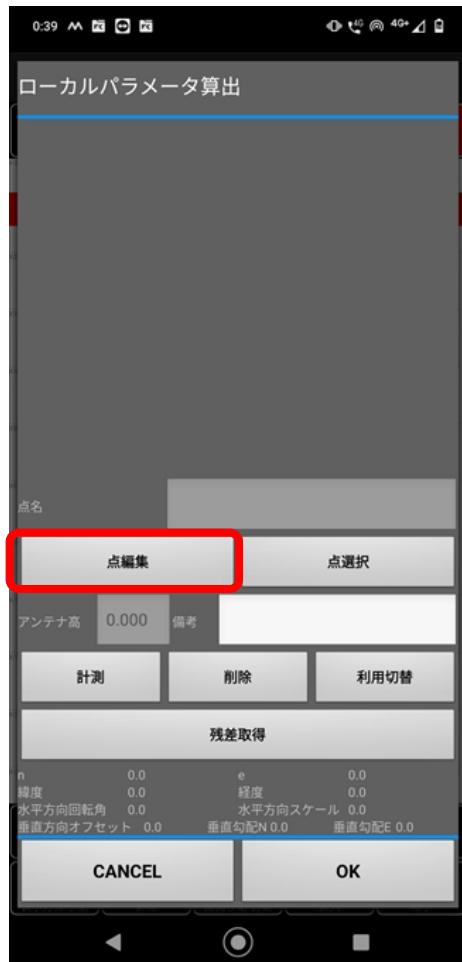 0:39 4G 4G+
ローカルパラメータ算出
点名
点編集 点選択
アンテナ高 0.000 備考
計測 削除 利用切替
残差取得
n 0.0 e 0.0
緯度 0.0 経度 0.0
水平方向回転角 0.0 水平方向スケール 0.0
垂直方向オフセット 0.0 垂直勾配N 0.0 垂直勾配E 0.0
CANCEL OK